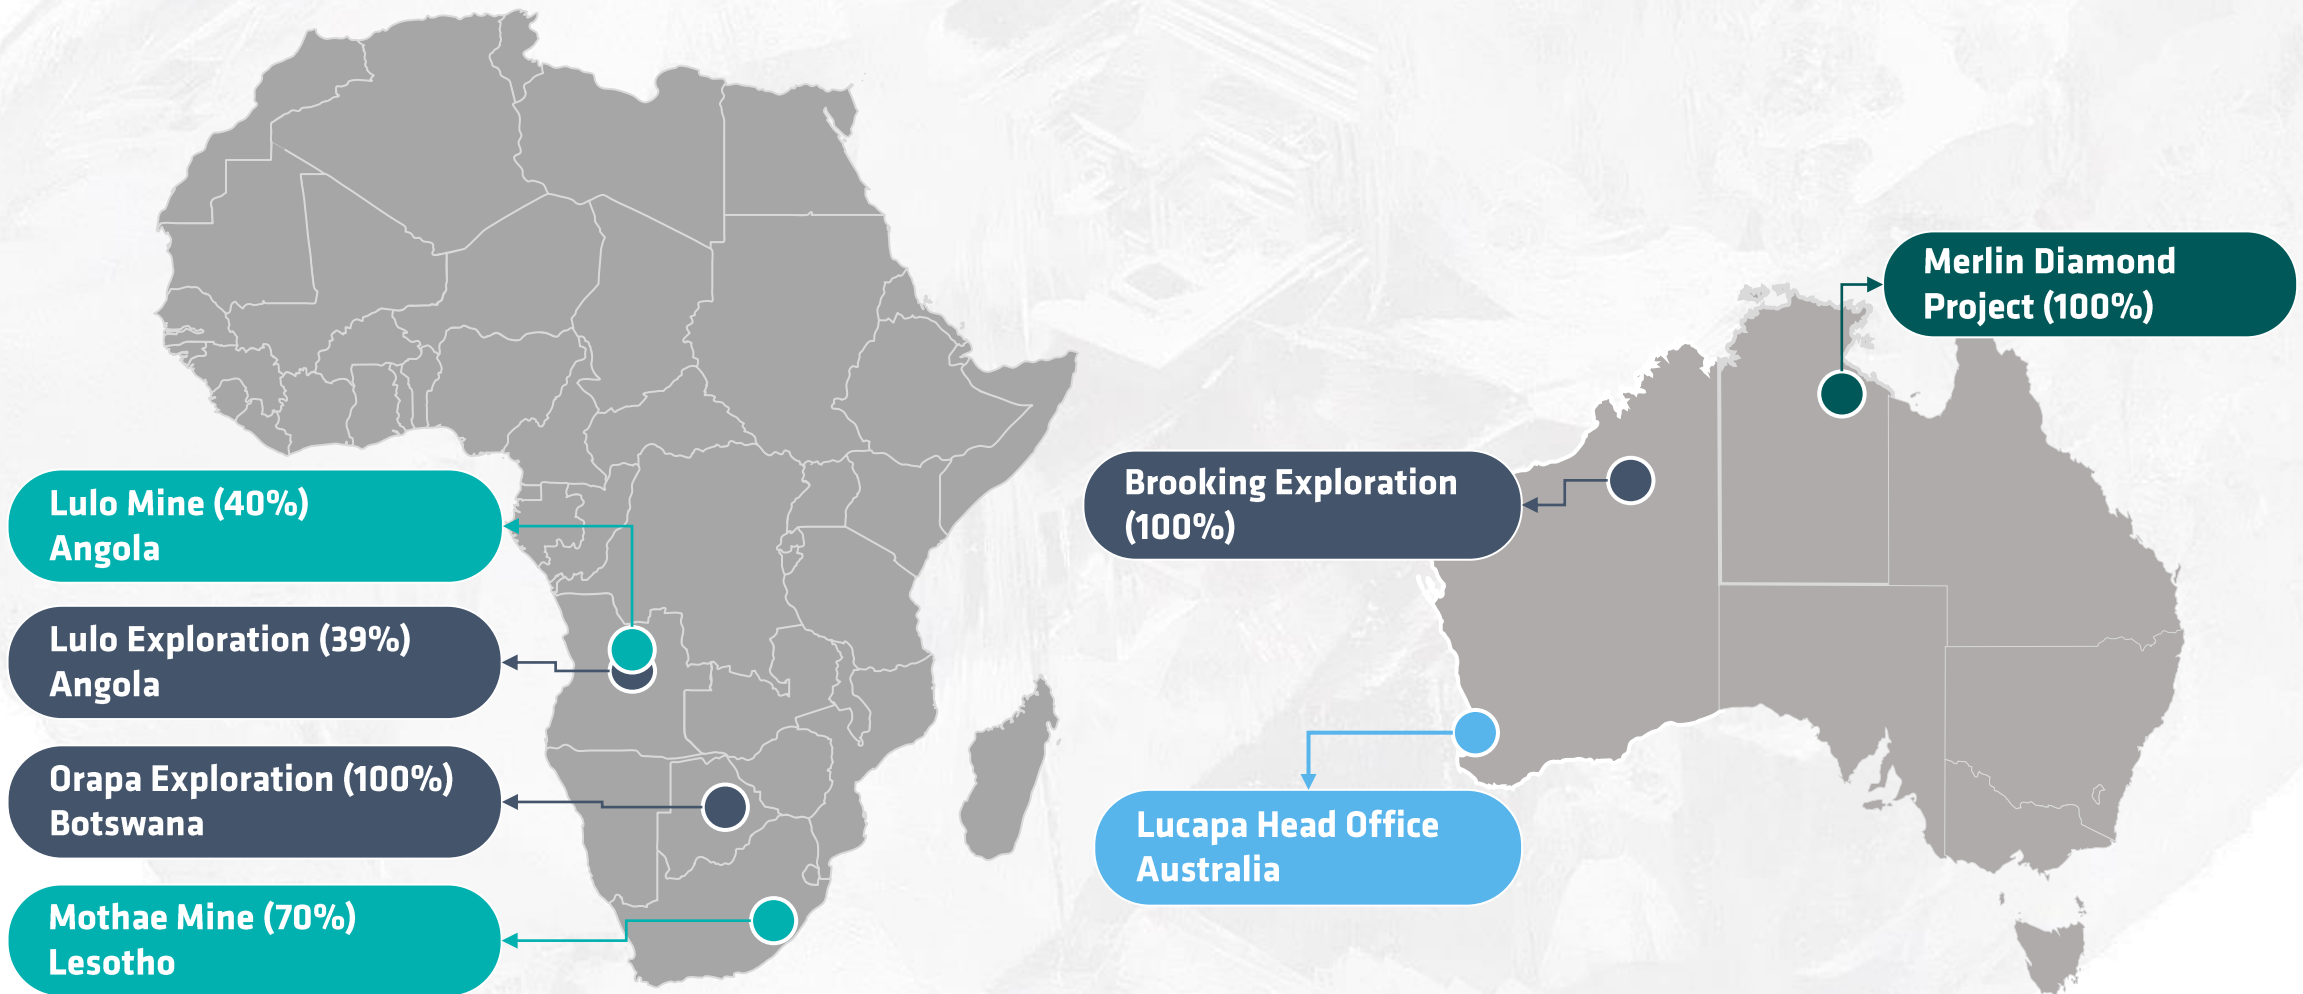 Lulo Mine (40%)
Angola
Lulo Exploration (39%)
Angola
Orapa Exploration (100%)
Botswana
Mothae Mine (70%)
Lesotho
Merlin Diamond
Project (100%)
Brooking Exploration
(100%)
Lucapa Head Office
Australia